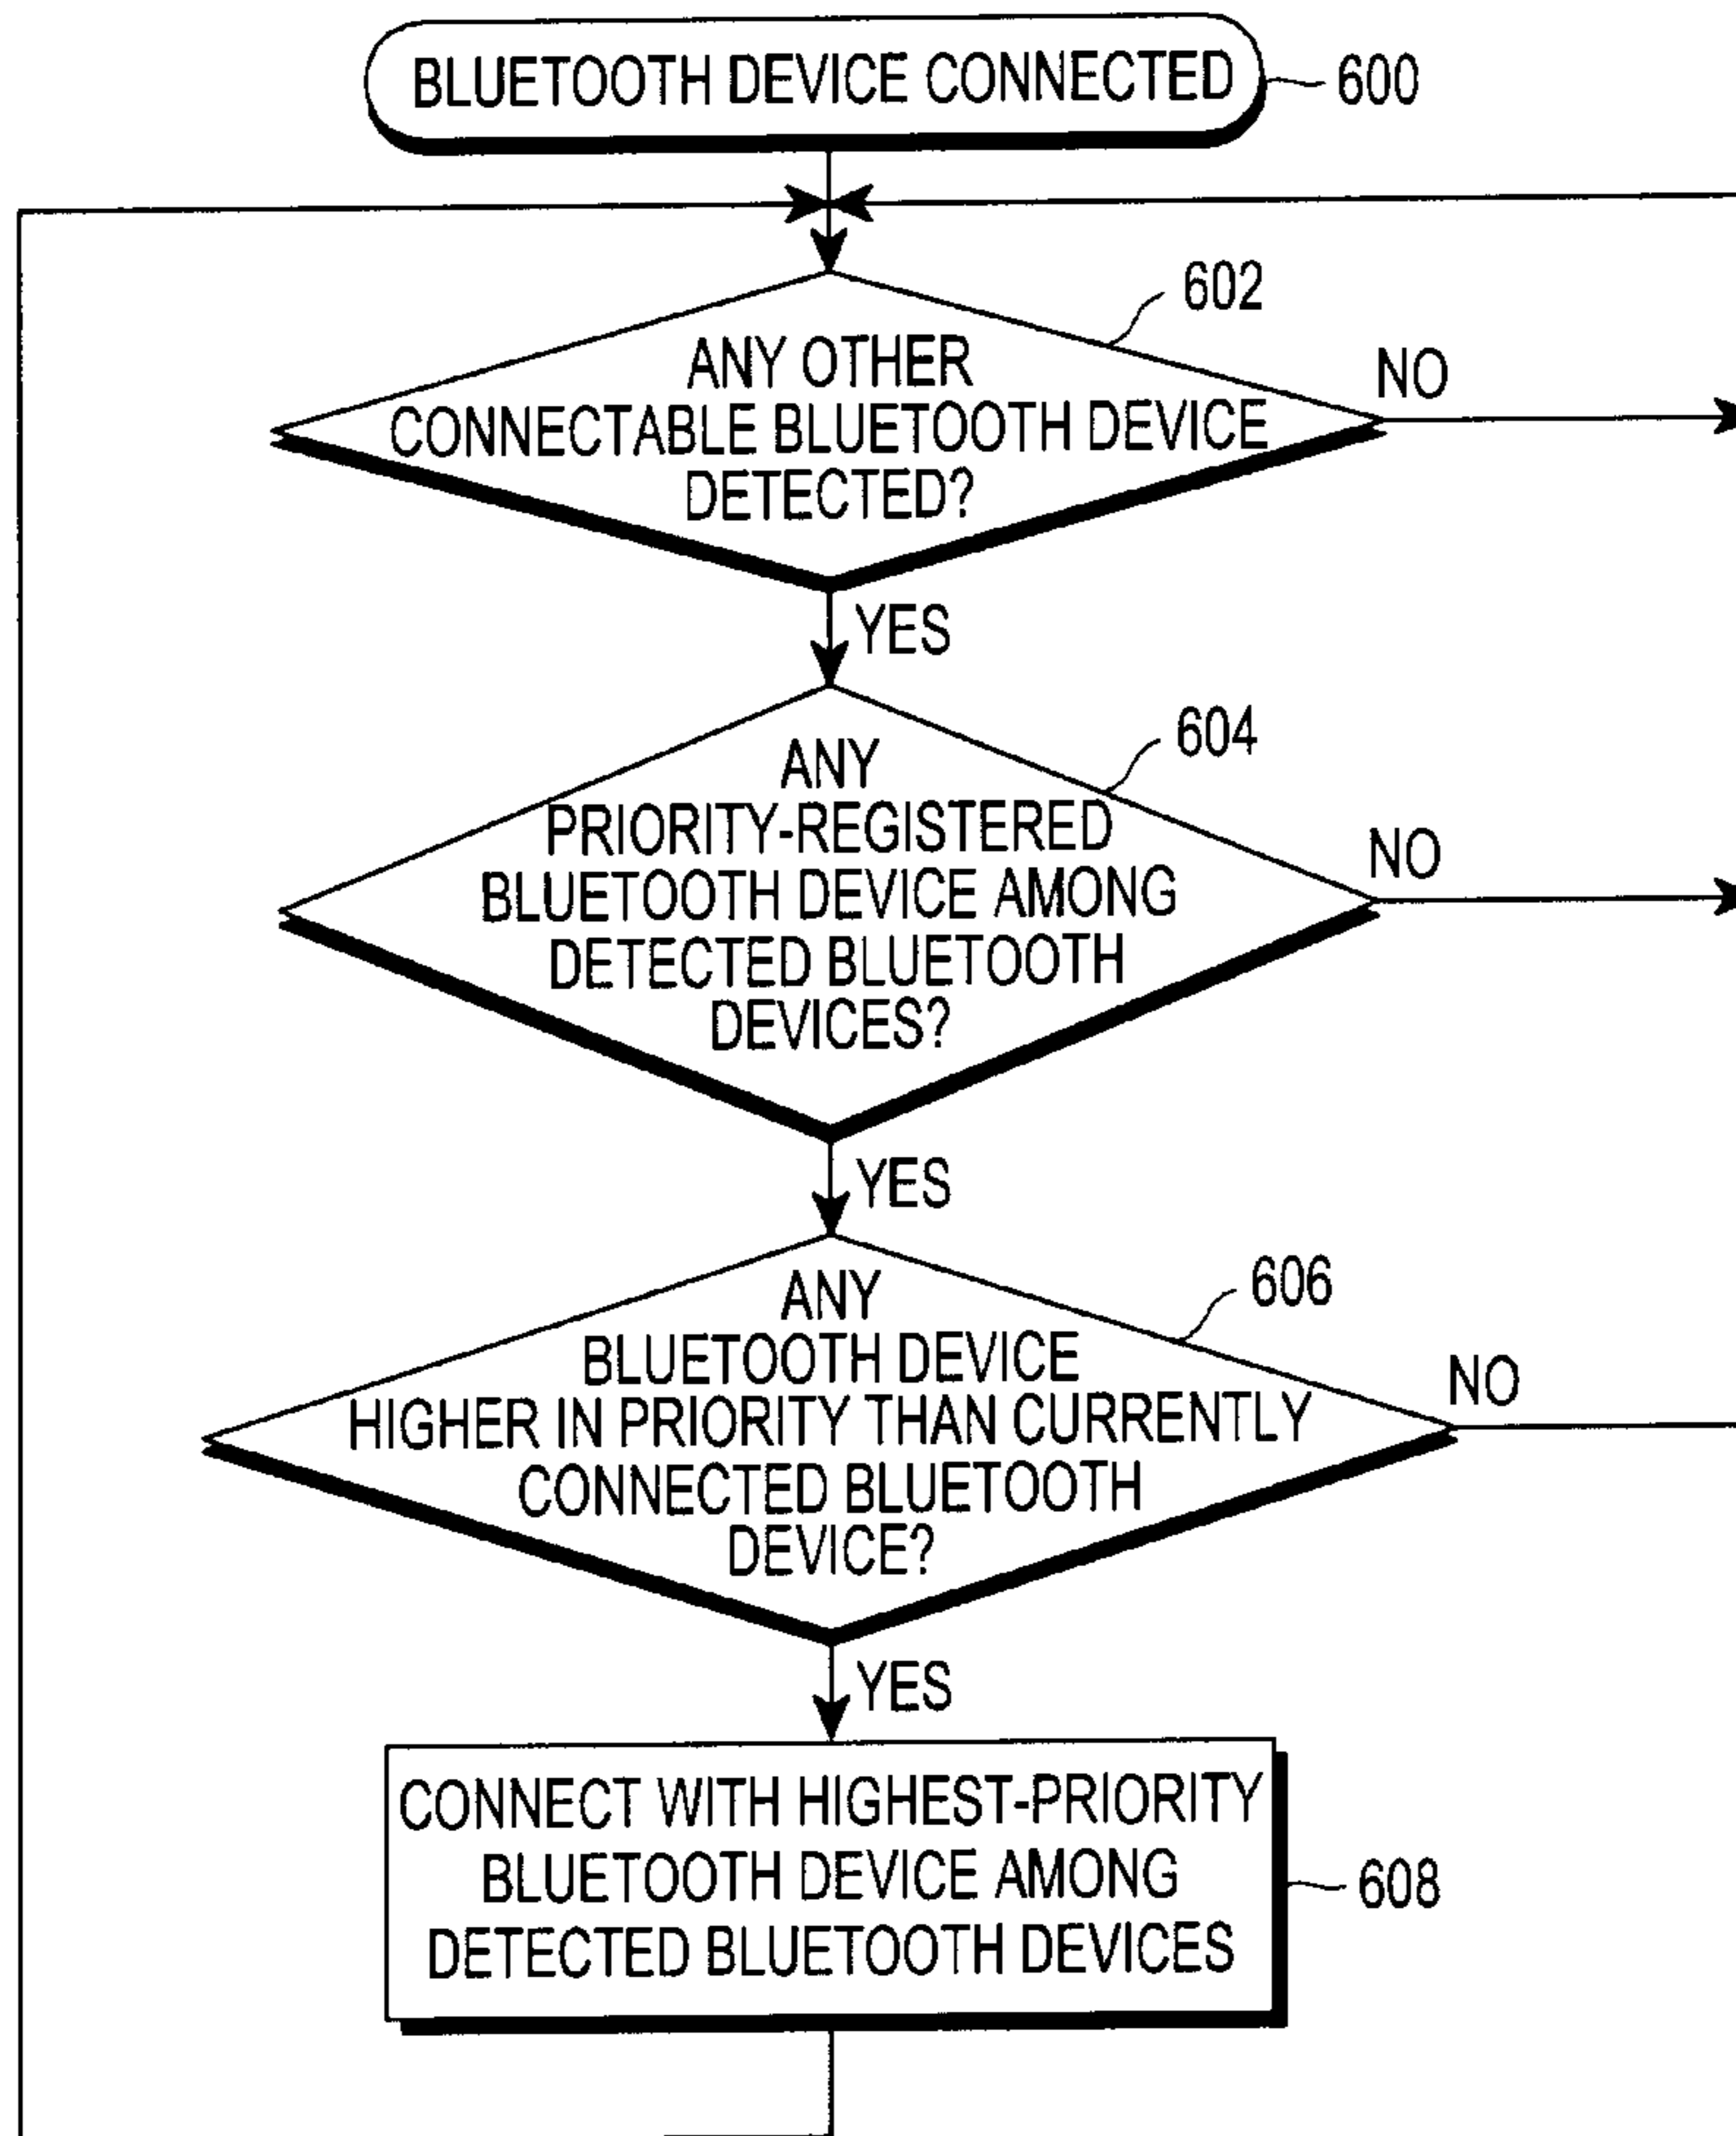 BLUETOOTH DEVICE CONNECTED
600
602
ANY OTHER
CONNECTABLE BLUETOOTH DEVICE
DETECTED?
NO
YES
604
ANY
PRIORITY-REGISTERED
BLUETOOTH DEVICE AMONG
DETECTED BLUETOOTH
DEVICES?
NO
YES
606
ANY
BLUETOOTH DEVICE
HIGHER IN PRIORITY THAN CURRENTLY
CONNECTED BLUETOOTH
DEVICE?
NO
YES
CONNECT WITH HIGHEST-PRIORITY
BLUETOOTH DEVICE AMONG
DETECTED BLUETOOTH DEVICES
608